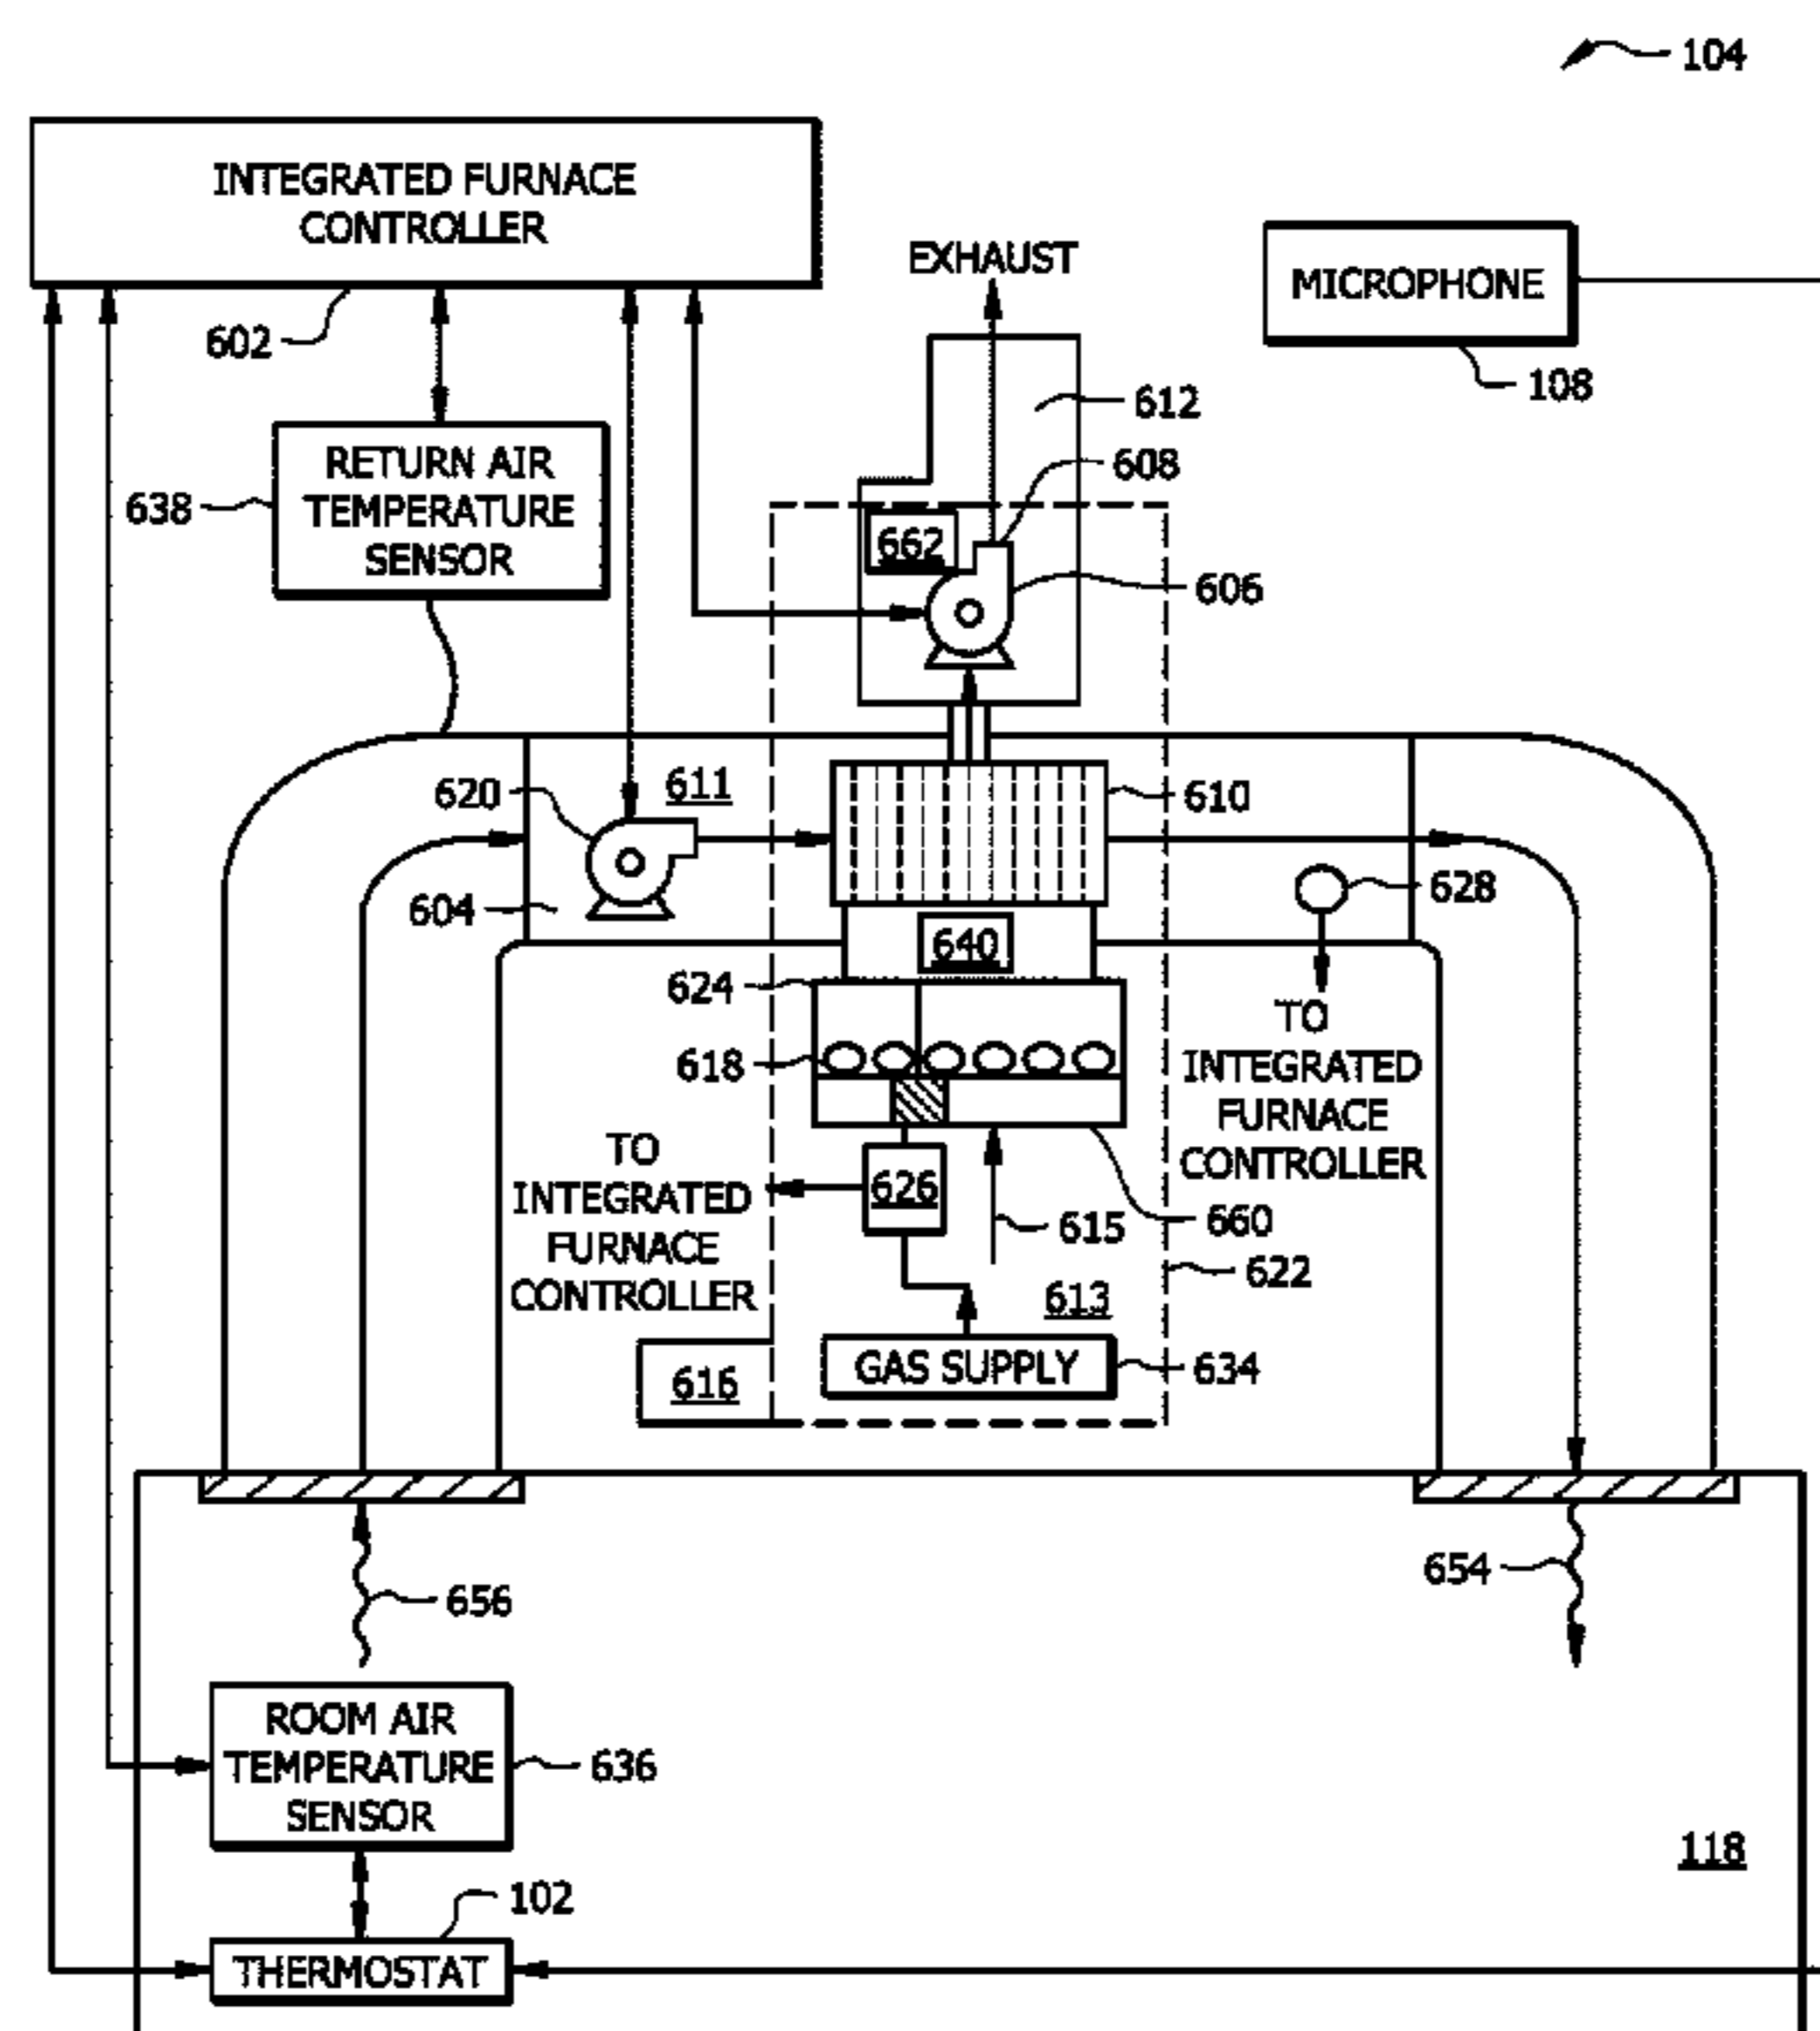 104
INTEGRATED FURNACE
CONTROLLER
602
EXHAUST
MICROPHONE
108
612
608
RETURN AIR
TEMPERATURE
SENSOR
638
662
606
620
611
610
604
628
640
624
618
TO
INTEGRATED
FURNACE
CONTROLLER
TO
INTEGRATED
FURNACE
CONTROLLER
626
615
660
622
613
616
GAS SUPPLY
634
656
654
ROOM AIR
TEMPERATURE
SENSOR
636
118
102
THERMOSTAT